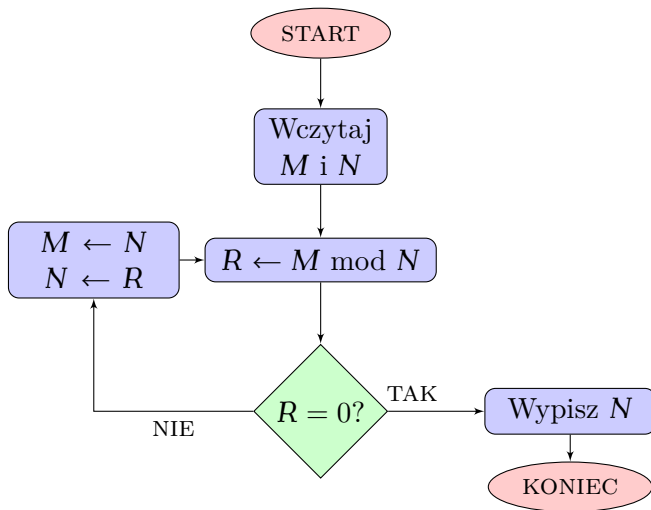 START
Wczytaj
M i N
M ← N
N ← R
R ← M mod N
R = 0?
NIE
TAK
Wypisz N
KONIEC